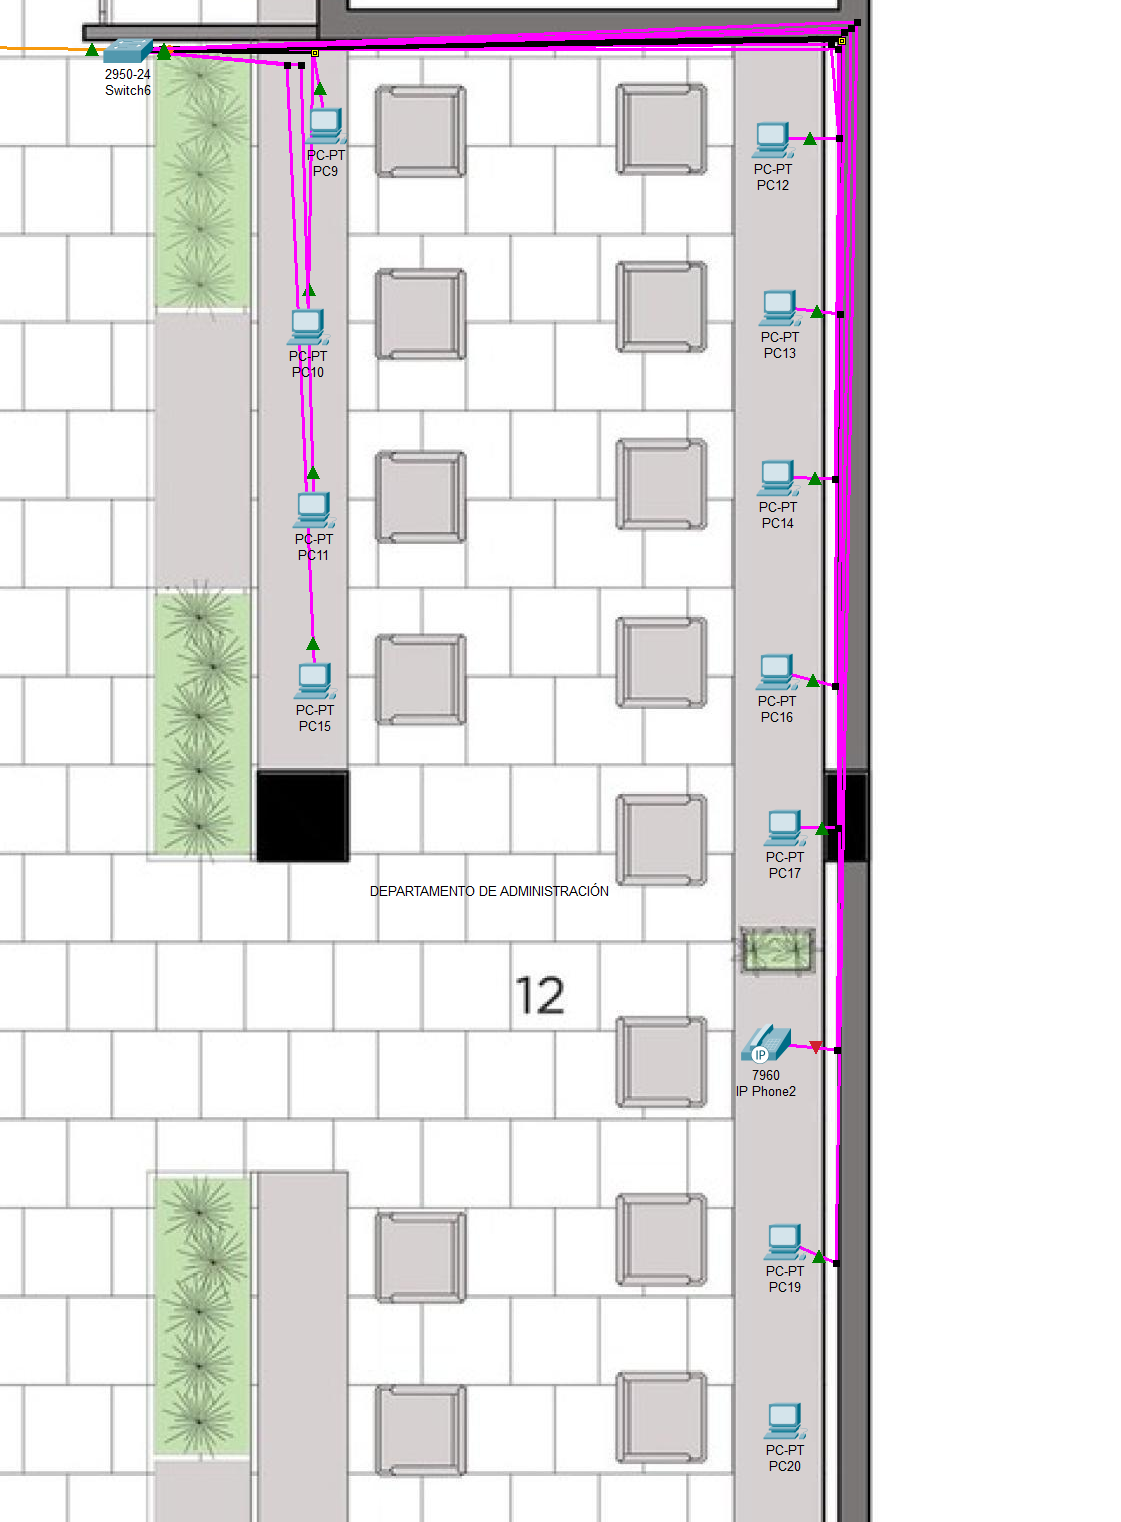 2950-24
Switch6
PC-PT
PC9
PC-PT
PC12
PC-PT
PC10
PC-PT
PC13
PC-PT
PC11
PC-PT
PC14
PC-PT
PC15
PC-PT
PC16
PC-PT
PC17
DEPARTAMENTO DE ADMINISTRACIÓN
12
IP
7960
IP Phone2
PC-PT
PC19
PC-PT
PC20